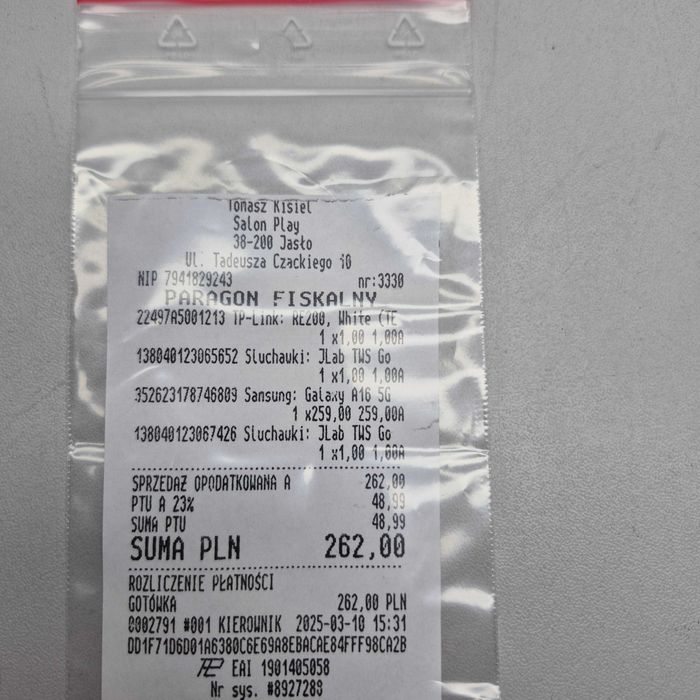 Tomasz Kisiel
Salon Play
38-200 Jasło
Ul. Tadeusza Czackiego 10
NIP 7941829243 nr:3330
PARAGON FISKALNY
22497A5001213 TP-Link: RE200, White (TE
1 x1,00 1,00A
138040123065652 Słuchawki: JLab TWS Go
1 x1,00 1,00A
352623178746809 Samsung: Galaxy A16 5G
1 x259,00 259,00A
138040123067426 Słuchawki: JLab TWS Go
1 x1,00 1,00A
SPRZEDAŻ OPODATKOWANA A 262,00
PTU A 23% 48,99
SUMA PTU 48,99
SUMA PLN 262,00
ROZLICZENIE PŁATNOŚCI
GOTÓWKA 262,00 PLN
0002791 #001 KIEROWNIK 2025-03-10 15:31
DD1F71D6D01A6380C6E69A8EBACAE84FFF98CA2B
EAI 1901405058
Nr sys. #8927289